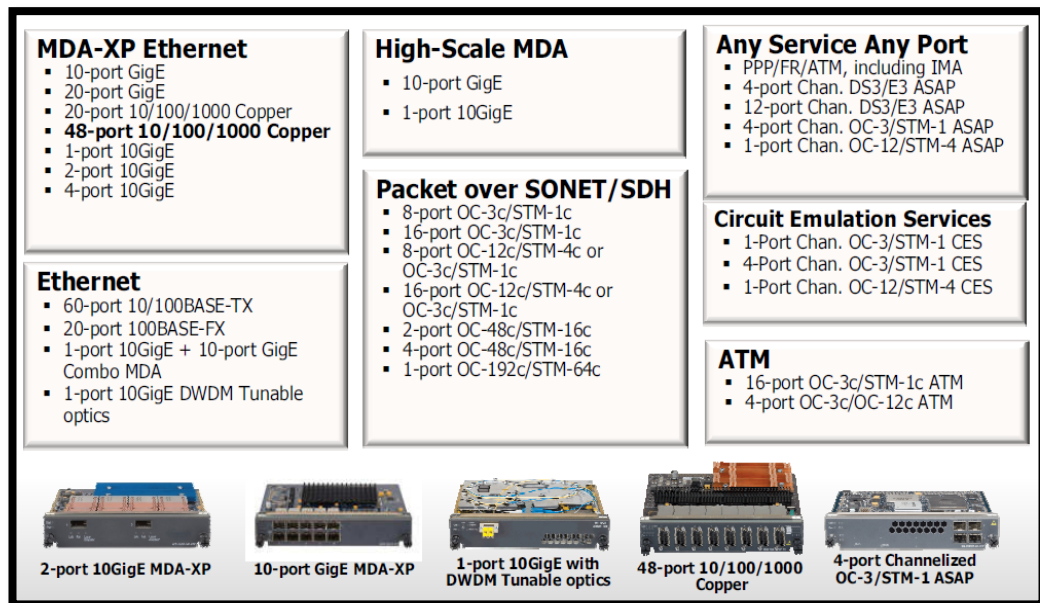 MDA-XP Ethernet
▪ 10-port GigE
▪ 20-port GigE
▪ 20-port 10/100/1000 Copper
▪ 48-port 10/100/1000 Copper
▪ 1-port 10GigE
▪ 2-port 10GigE
▪ 4-port 10GigE
Ethernet
▪ 60-port 10/100BASE-TX
▪ 20-port 100BASE-FX
▪ 1-port 10GigE + 10-port GigE
Combo MDA
▪ 1-port 10GigE DWDM Tunable
optics
High-Scale MDA
▪ 10-port GigE
▪ 1-port 10GigE
Packet over SONET/SDH
▪ 8-port OC-3c/STM-1c
▪ 16-port OC-3c/STM-1c
▪ 8-port OC-12c/STM-4c or
OC-3c/STM-1c
▪ 16-port OC-12c/STM-4c or
OC-3c/STM-1c
▪ 2-port OC-48c/STM-16c
▪ 4-port OC-48c/STM-16c
▪ 1-port OC-192c/STM-64c
Any Service Any Port
▪ PPP/FR/ATM, including IMA
▪ 4-port Chan. DS3/E3 ASAP
▪ 12-port Chan. DS3/E3 ASAP
▪ 4-port Chan. OC-3/STM-1 ASAP
▪ 1-port Chan. OC-12/STM-4 ASAP
Circuit Emulation Services
▪ 1-Port Chan. OC-3/STM-1 CES
▪ 4-Port Chan. OC-3/STM-1 CES
▪ 1-Port Chan. OC-12/STM-4 CES
ATM
▪ 16-port OC-3c/STM-1c ATM
▪ 4-port OC-3c/OC-12c ATM
2-port 10GigE MDA-XP
10-port GigE MDA-XP
1-port 10GigE with
DWDM Tunable optics
48-port 10/100/1000
Copper
4-port Channelized
OC-3/STM-1 ASAP